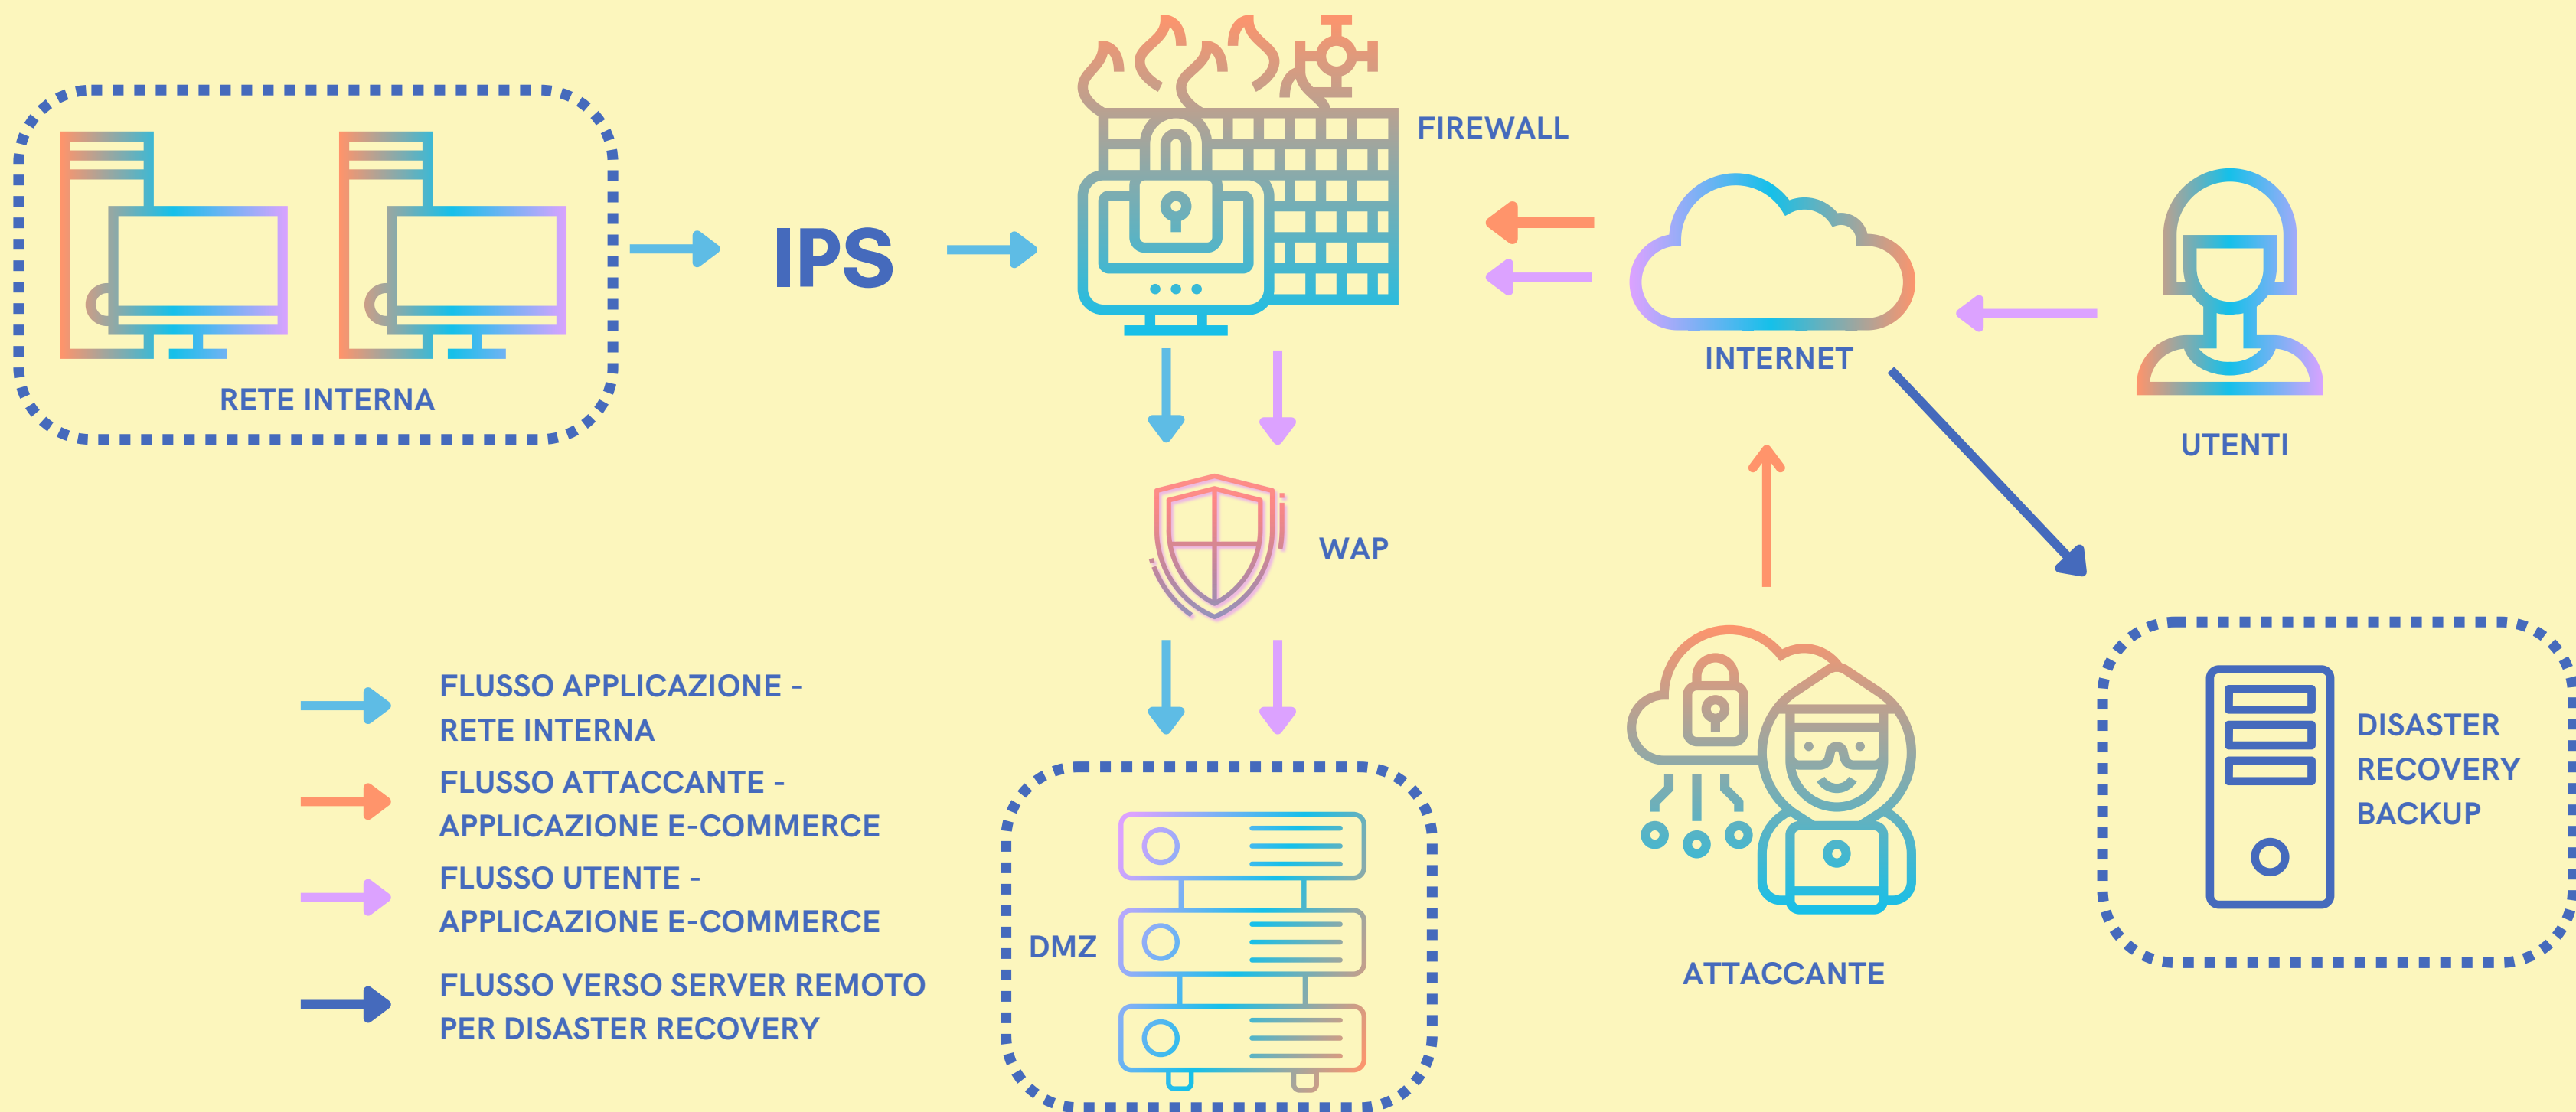 FIREWALL
IPS
INTERNET
RETE INTERNA
UTENTI
WAP
FLUSSO APPLICAZIONE -
RETE INTERNA
FLUSSO ATTACCANTE -
APPLICAZIONE E-COMMERCE
FLUSSO UTENTE -
APPLICAZIONE E-COMMERCE
FLUSSO VERSO SERVER REMOTO
PER DISASTER RECOVERY
DMZ
ATTACCANTE
DISASTER
RECOVERY
BACKUP